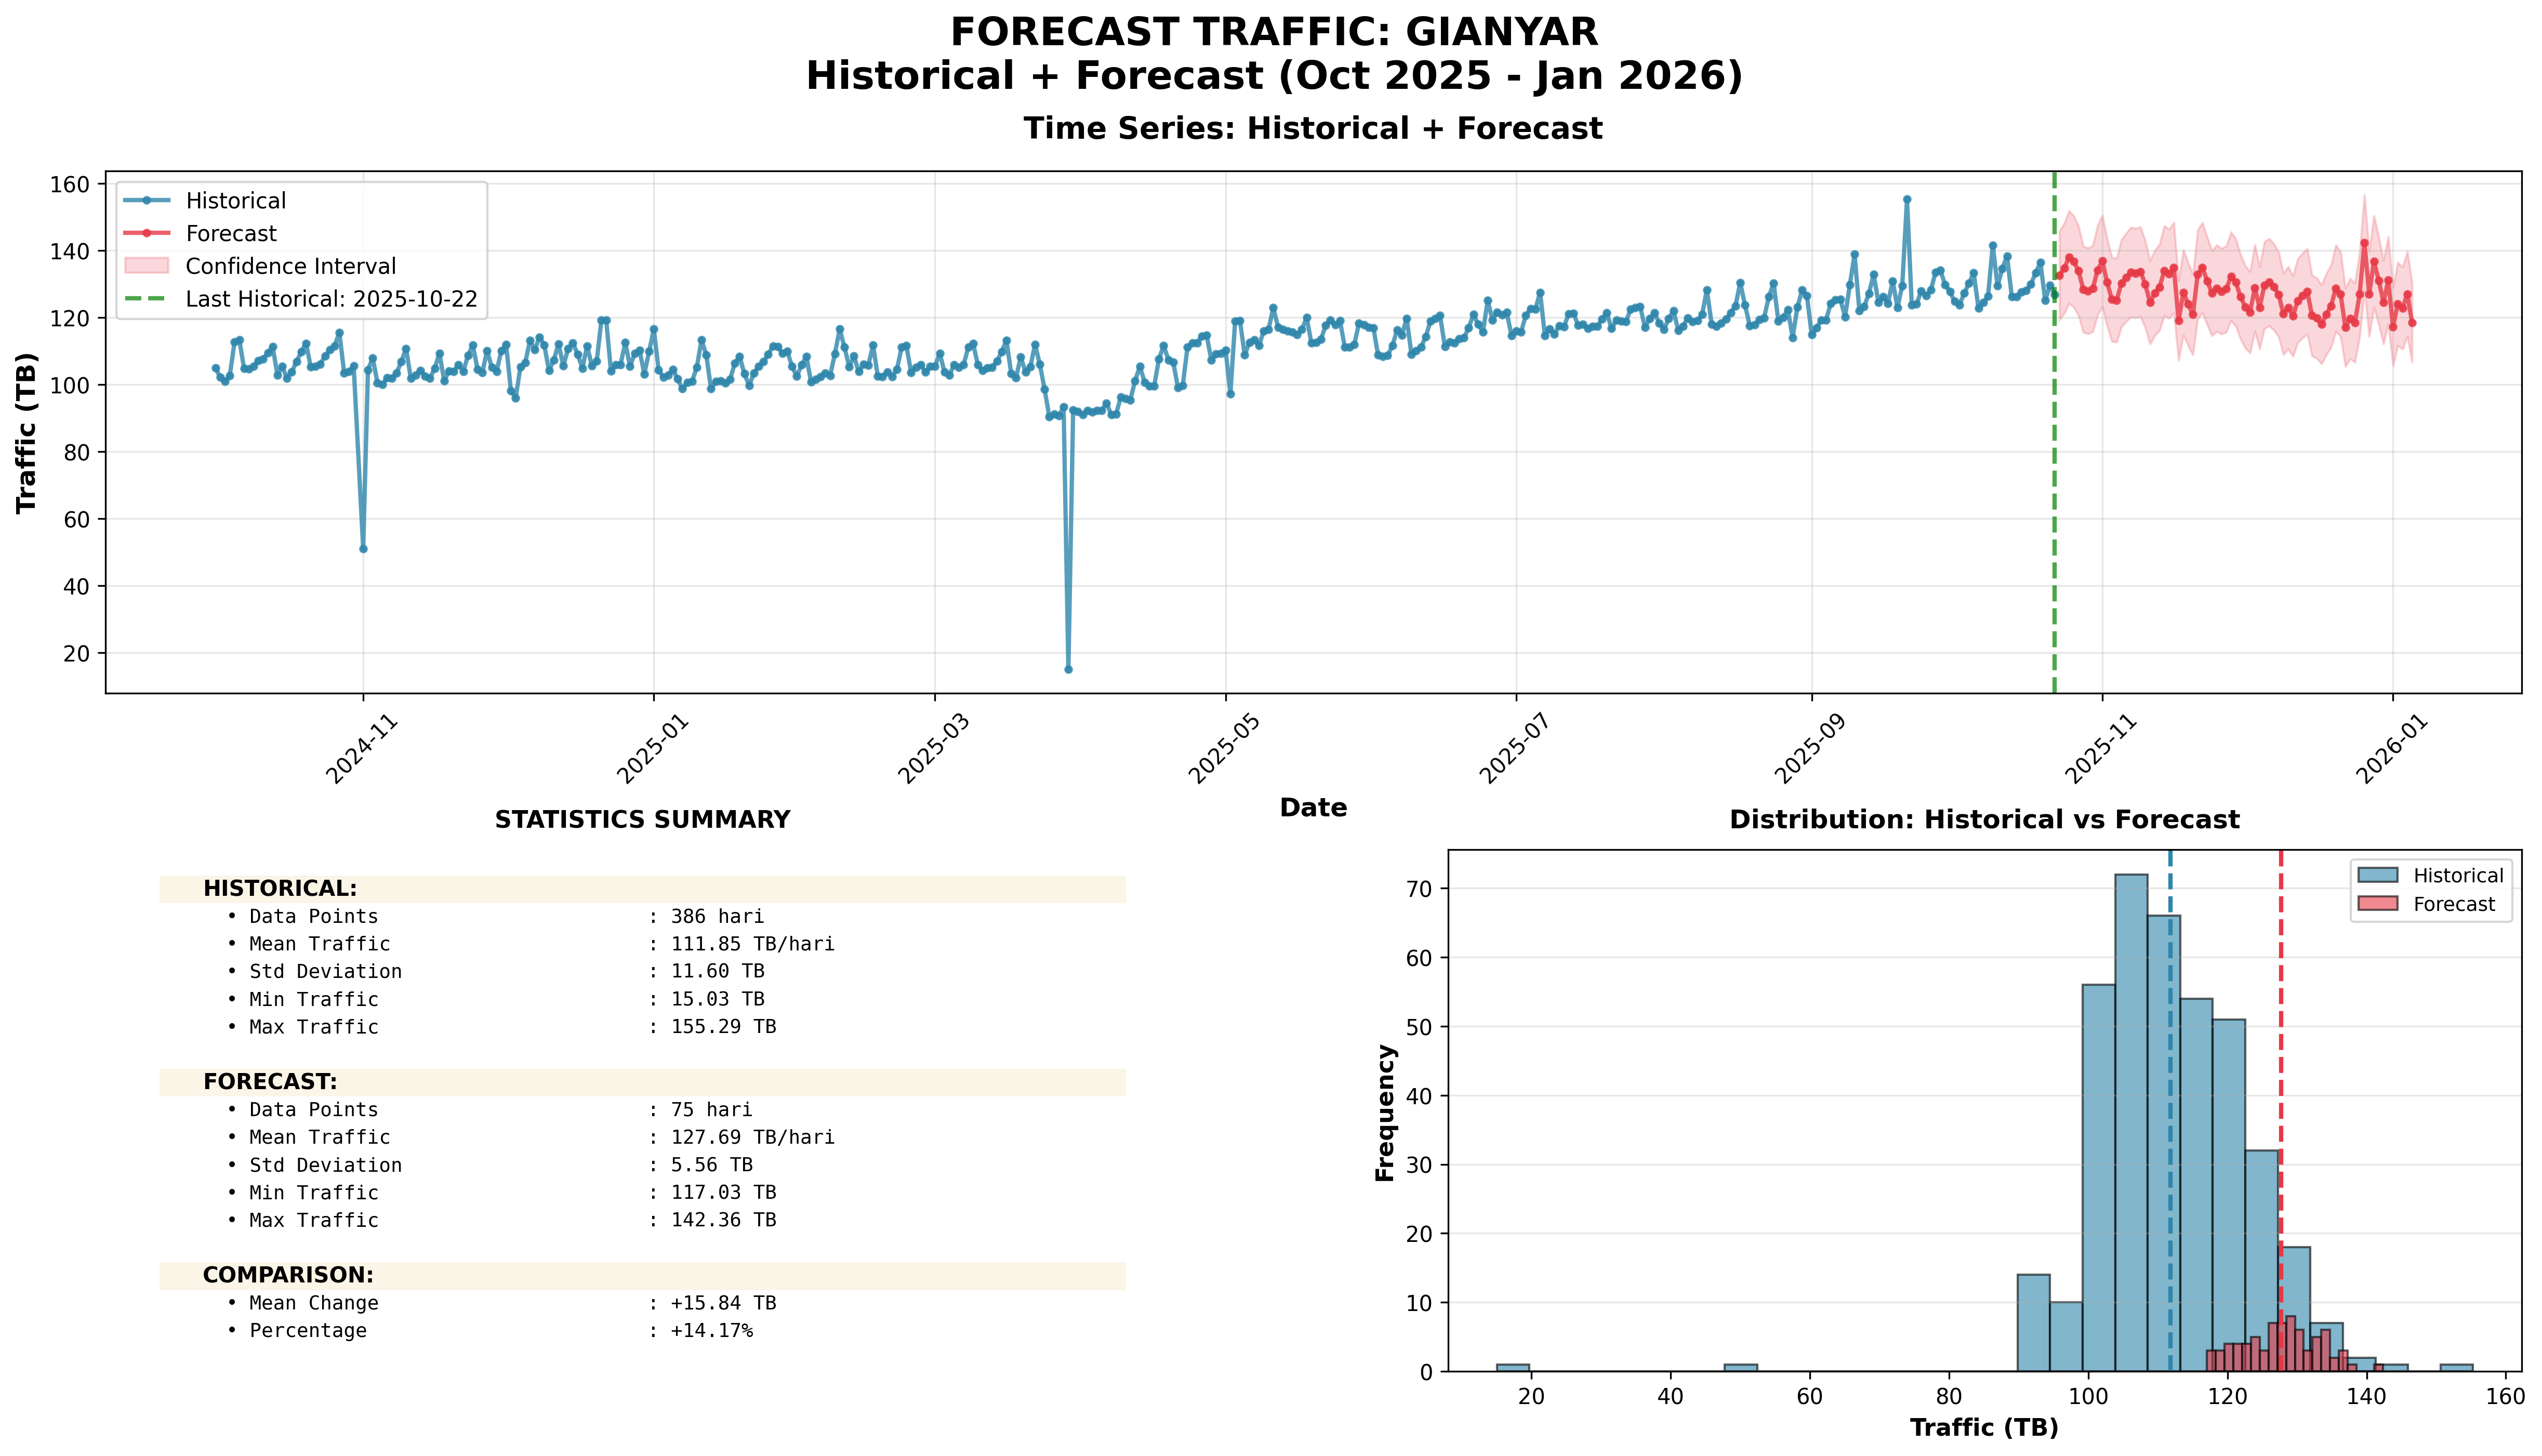 FORECAST TRAFFIC: GIANYAR
Historical + Forecast (Oct 2025 - Jan 2026)
Time Series: Historical + Forecast
Traffic (TB)
160
140
120
100
80
60
40
20
Historical
Forecast
Confidence Interval
Last Historical: 2025-10-22
2024-11
2025-01
2025-03
2025-05
2025-07
2025-09
2025-11
2026-01
Date
STATISTICS SUMMARY
HISTORICAL:
• Data Points : 386 hari
• Mean Traffic : 111.85 TB/hari
• Std Deviation : 11.60 TB
• Min Traffic : 15.03 TB
• Max Traffic : 155.29 TB
FORECAST:
• Data Points : 75 hari
• Mean Traffic : 127.69 TB/hari
• Std Deviation : 5.56 TB
• Min Traffic : 117.03 TB
• Max Traffic : 142.36 TB
COMPARISON:
• Mean Change : +15.84 TB
• Percentage : +14.17%
Distribution: Historical vs Forecast
Frequency
70
60
50
40
30
20
10
0
Historical
Forecast
20
40
60
80
100
120
140
160
Traffic (TB)